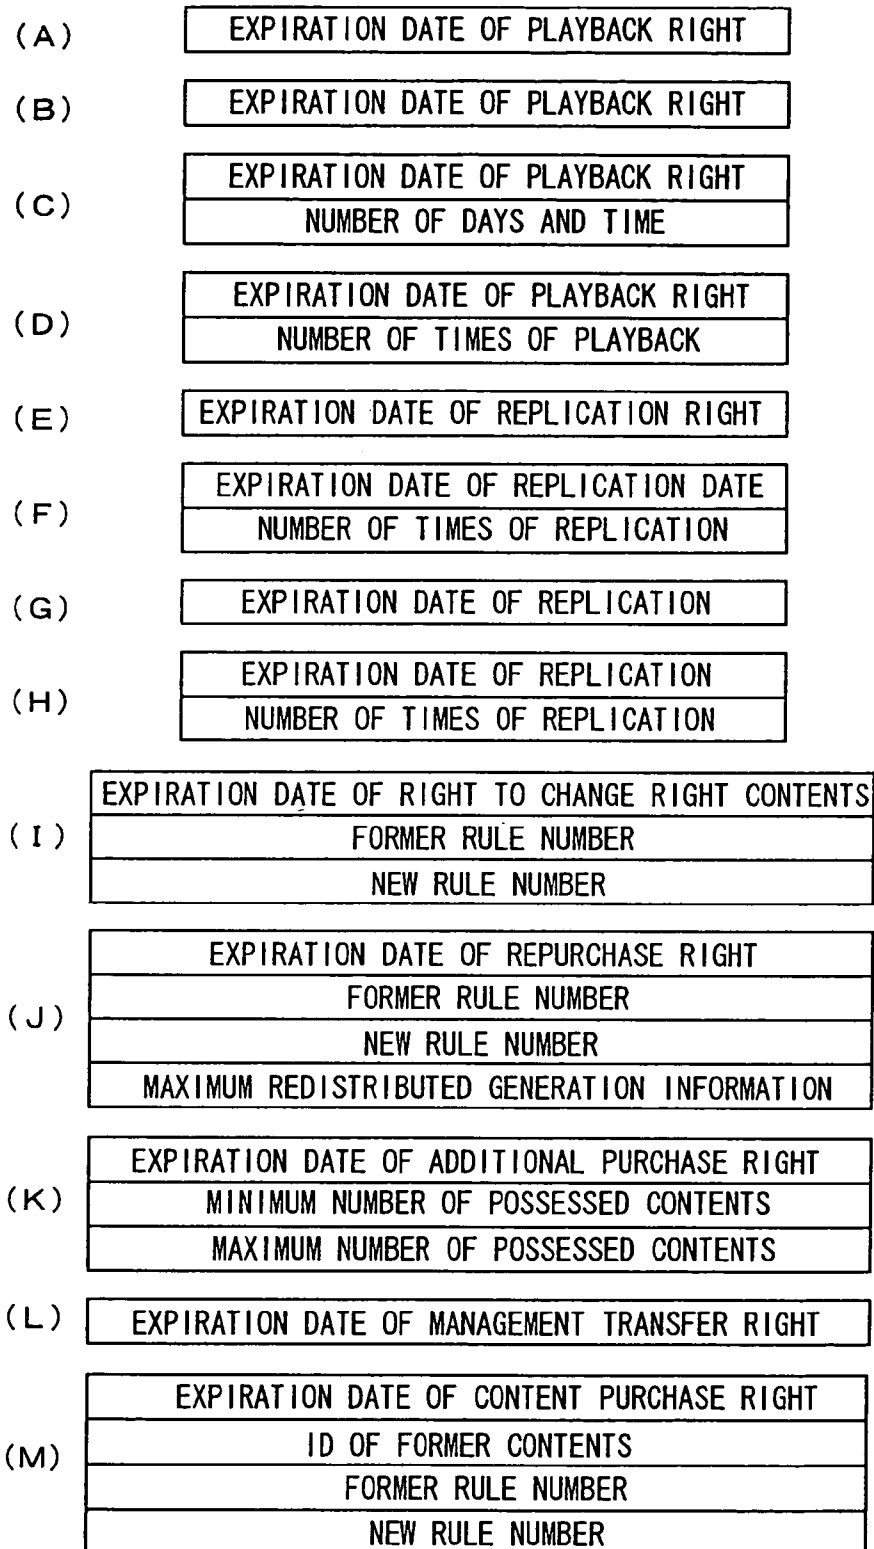 (A)
EXPIRATION DATE OF PLAYBACK RIGHT
(B)
EXPIRATION DATE OF PLAYBACK RIGHT
(C)
EXPIRATION DATE OF PLAYBACK RIGHT
NUMBER OF DAYS AND TIME
(D)
EXPIRATION DATE OF PLAYBACK RIGHT
NUMBER OF TIMES OF PLAYBACK
(E)
EXPIRATION DATE OF REPLICATION RIGHT
(F)
EXPIRATION DATE OF REPLICATION DATE
NUMBER OF TIMES OF REPLICATION
(G)
EXPIRATION DATE OF REPLICATION
(H)
EXPIRATION DATE OF REPLICATION
NUMBER OF TIMES OF REPLICATION
(I)
EXPIRATION DATE OF RIGHT TO CHANGE RIGHT CONTENTS
FORMER RULE NUMBER
NEW RULE NUMBER
(J)
EXPIRATION DATE OF REPURCHASE RIGHT
FORMER RULE NUMBER
NEW RULE NUMBER
MAXIMUM REDISTRIBUTED GENERATION INFORMATION
(K)
EXPIRATION DATE OF ADDITIONAL PURCHASE RIGHT
MINIMUM NUMBER OF POSSESSED CONTENTS
MAXIMUM NUMBER OF POSSESSED CONTENTS
(L)
EXPIRATION DATE OF MANAGEMENT TRANSFER RIGHT
(M)
EXPIRATION DATE OF CONTENT PURCHASE RIGHT
ID OF FORMER CONTENTS
FORMER RULE NUMBER
NEW RULE NUMBER